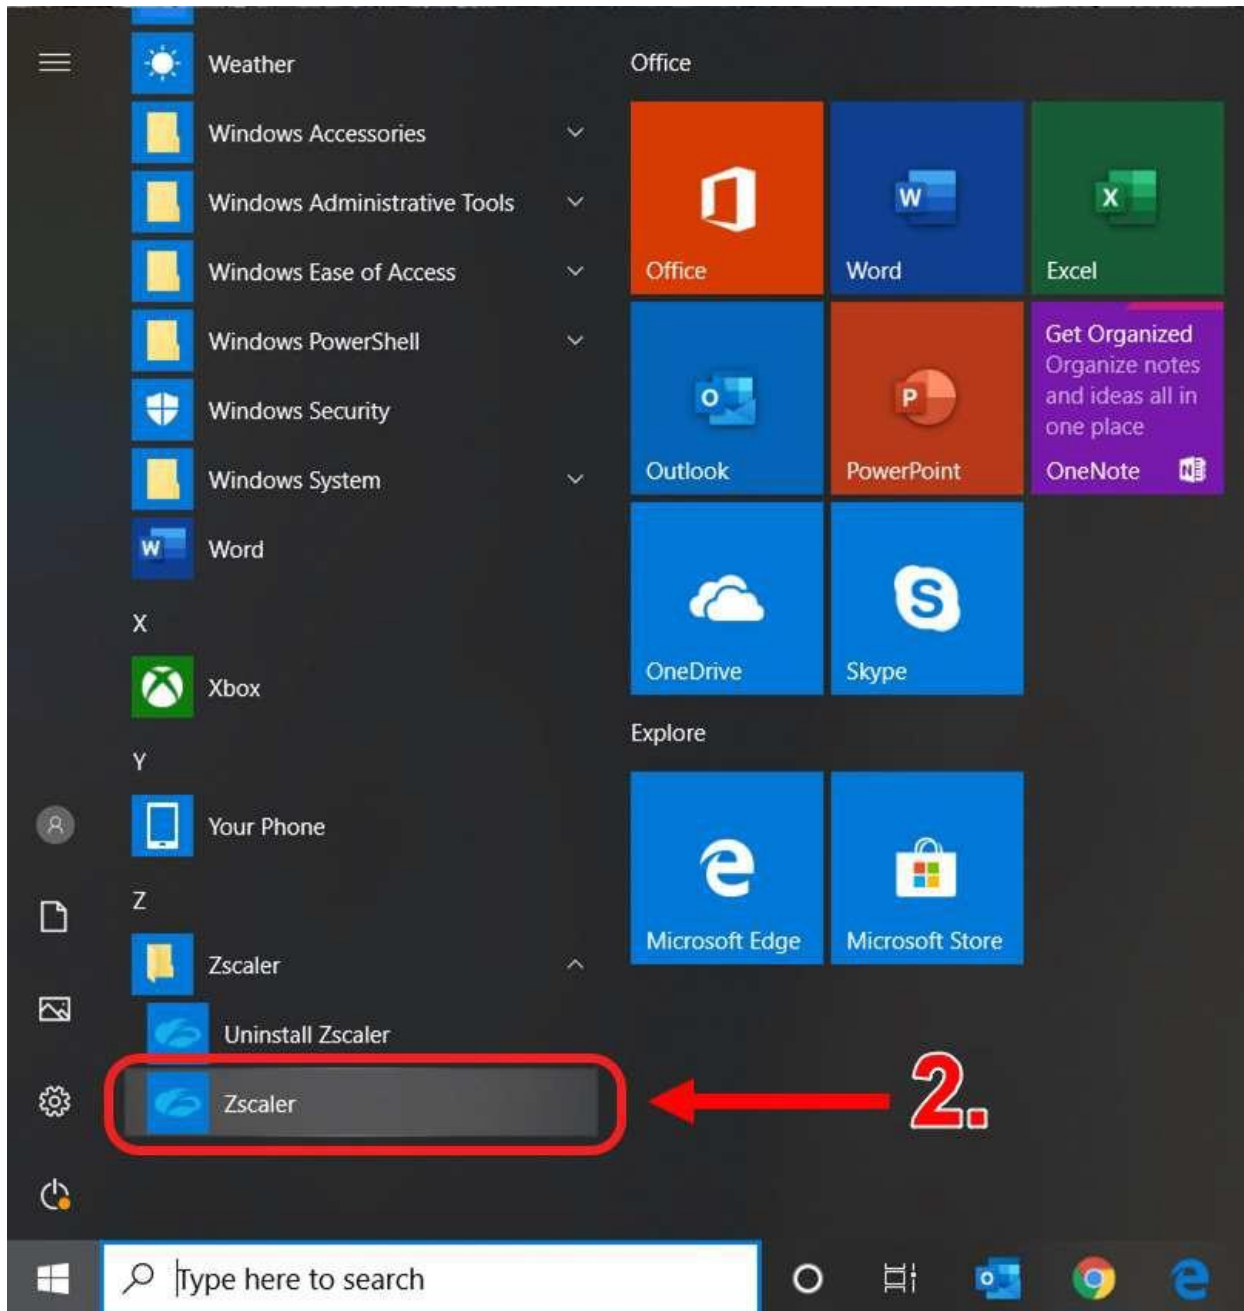 Weather
Windows Accessories
Windows Administrative Tools
Windows Ease of Access
Windows PowerShell
Windows Security
Windows System
W
Word
X
Xbox
Y
Your Phone
Z
Zscaler
Uninstall Zscaler
Zscaler
Office
Office
W
Word
X
Excel
O
Outlook
P
PowerPoint
Get Organized
Organize notes
and ideas all in
one place
OneNote
N
OneDrive
S
Skype
Explore
Microsoft Edge
Microsoft Store
2.
Type here to search
O